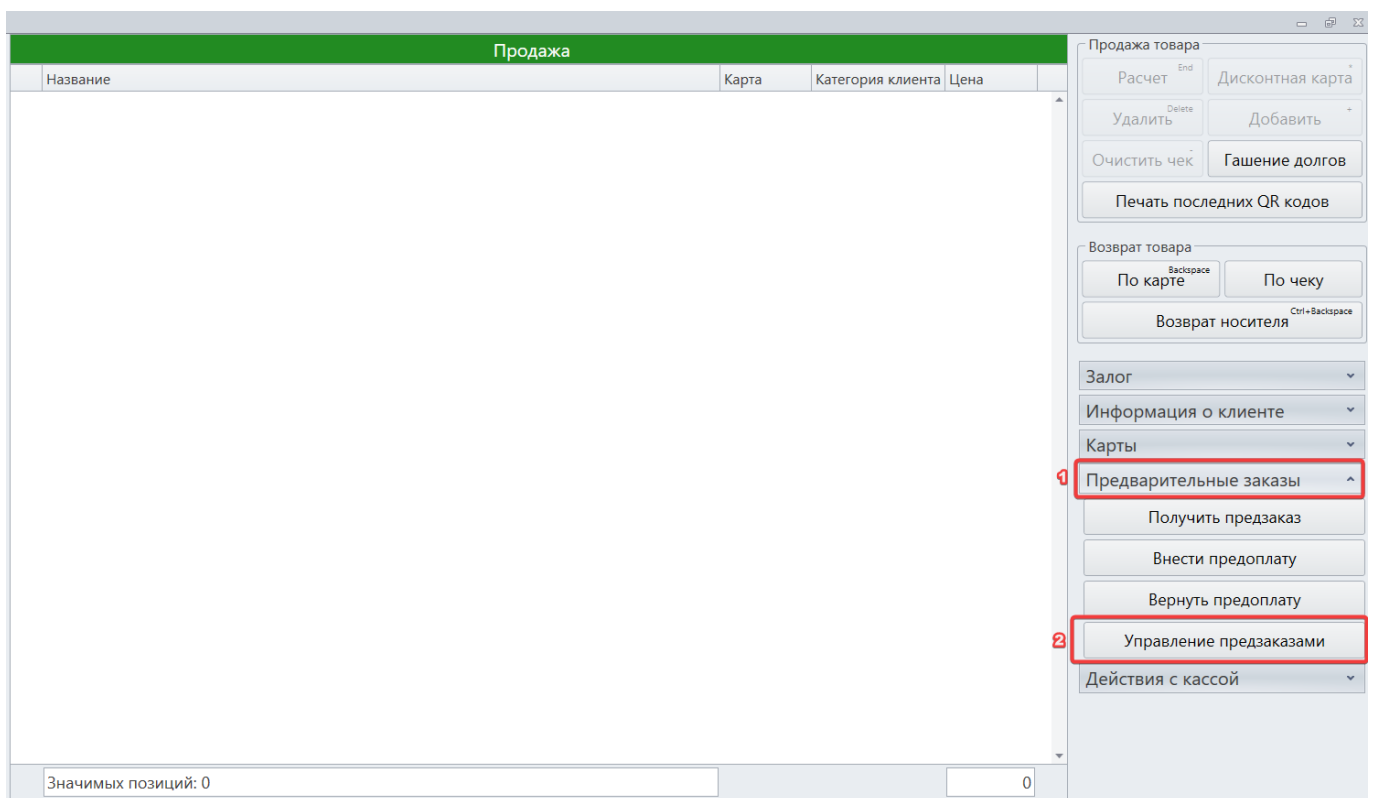 Продажа
Название Карта Категория клиента Цена
Значимых позиций: 0 0
Продажа товара
Расчет End Дисконтная карта *
Удалить Delete Добавить +
Очистить чек - Гашение долгов
Печать последних QR кодов
Возврат товара
По карте Backspace По чеку
Возврат носителя Ctrl+Backspace
Залог
Информация о клиенте
Карты
1 Предварительные заказы
Получить предзаказ
Внести предоплату
Вернуть предоплату
2 Управление предзаказами
Действия с кассой